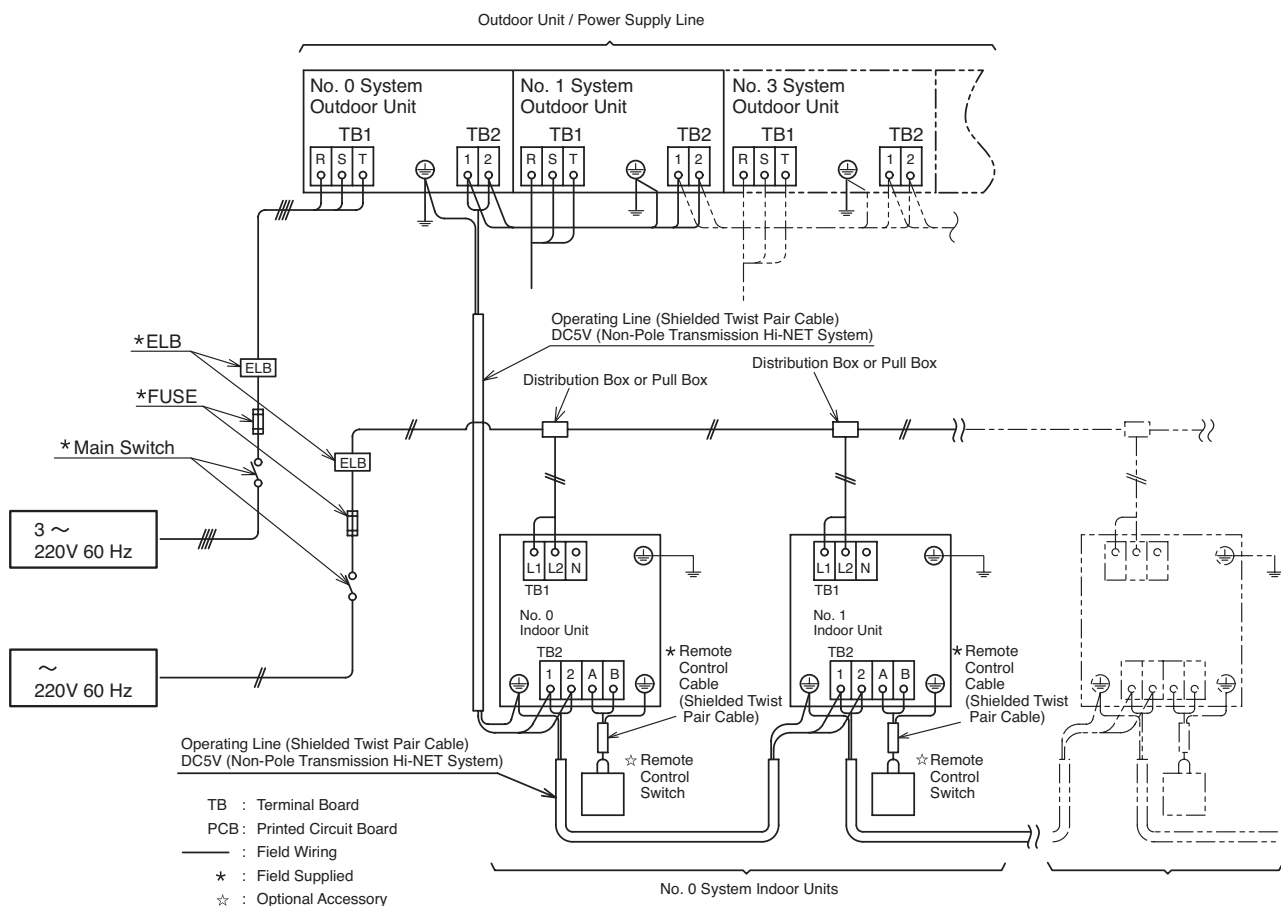 Outdoor Unit / Power Supply Line
No. 0 System
Outdoor Unit
No. 1 System
Outdoor Unit
No. 3 System
Outdoor Unit
TB1
TB2
TB1
TB2
TB1
TB2
R S T
1 2
R S T
1 2
R S T
1 2
Operating Line (Shielded Twist Pair Cable)
DC5V (Non-Pole Transmission Hi-NET System)
*ELB
ELB
Distribution Box or Pull Box
Distribution Box or Pull Box
*FUSE
*Main Switch
ELB
3 ～
220V 60 Hz
～
220V 60 Hz
L1 L2 N
TB1
No. 0
Indoor Unit
TB2
1 2 A B
* Remote
Control
Cable
(Shielded Twist
Pair Cable)
☆ Remote
Control
Switch
L1 L2 N
TB1
No. 1
Indoor Unit
TB2
1 2 A B
* Remote
Control
Cable
(Shielded Twist
Pair Cable)
☆ Remote
Control
Switch
Operating Line (Shielded Twist Pair Cable)
DC5V (Non-Pole Transmission Hi-NET System)
TB : Terminal Board
PCB : Printed Circuit Board
: Field Wiring
* : Field Supplied
☆ : Optional Accessory
No. 0 System Indoor Units